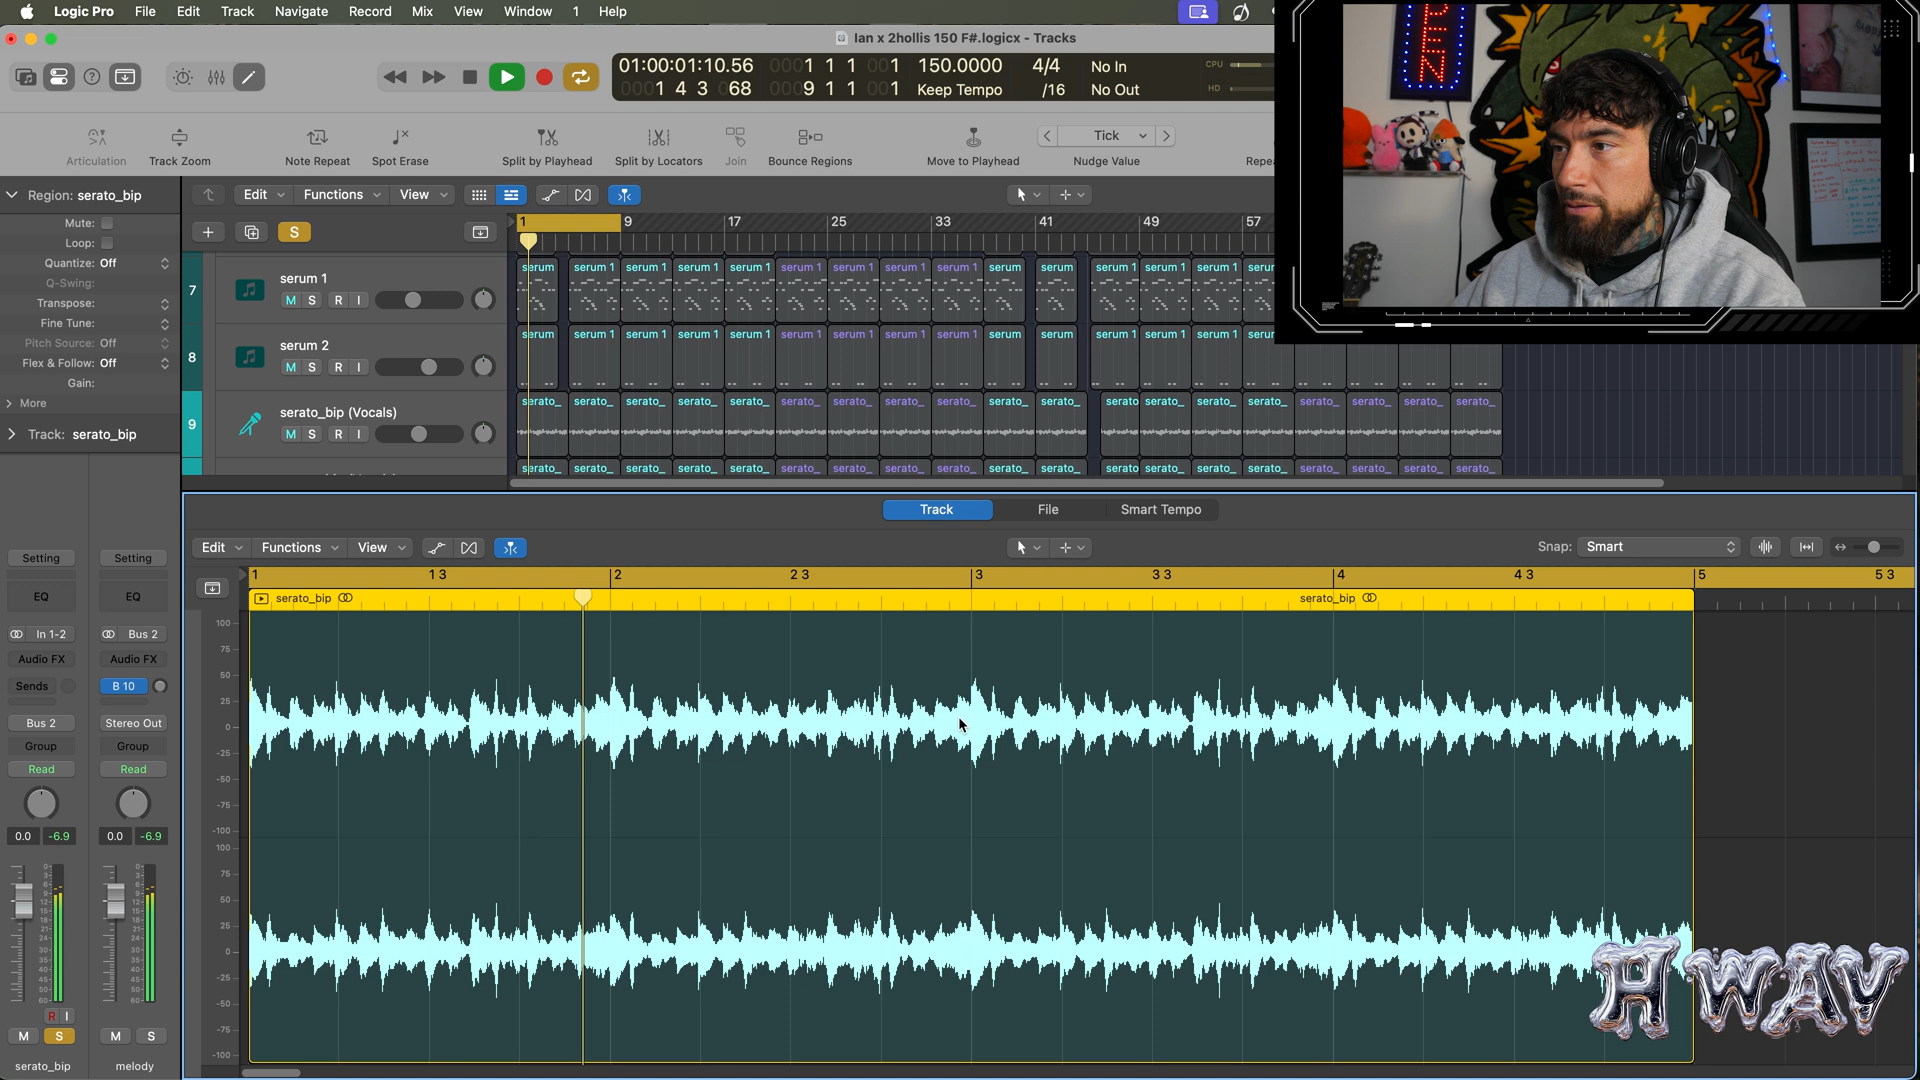 Logic Pro File Edit Track Navigate Record Mix View Window 1 Help
Ian x 2hollis 150 F#.logicx - Tracks
01:00:01:10.56 0001 1 1 001 150.0000 4/4 No In CPU
0001 4 3 068 0009 1 1 001 Keep Tempo /16 No Out HD
Tick
Articulation Track Zoom Note Repeat Spot Erase Split by Playhead Split by Locators Join Bounce Regions Move to Playhead Nudge Value Repe
Region: serato_bip
Edit Functions View
Mute:
Loop:
Quantize: Off
Q-Swing:
Transpose:
Fine Tune:
Pitch Source: Off
Flex & Follow: Off
Gain:
More
Track: serato_bip
S
1 9 17 25 33 41 49 57
7 serum 1
M S R I
serum serum 1 serum 1 serum 1 serum 1 serum 1 serum 1 serum 1 serum 1 serum serum serum 1 serum 1 serum 1 serur
8 serum 2
M S R I
serum serum 1 serum 1 serum 1 serum 1 serum 1 serum 1 serum 1 serum 1 serum serum serum 1 serum 1 serum 1 serur
9 serato_bip (Vocals)
M S R I
serato_ serato_ serato_ serato_ serato_ serato_ serato_ serato_ serato_ serato_ serato_ serato serato_ serato_ serato_ serato_ serato_ serato_ serato_
serato_ serato_ serato_ serato_ serato_ serato_ serato_ serato_ serato_ serato_ serato_ serato serato_ serato_ serato_ serato_ serato_ serato_ serato_
Track File Smart Tempo
Edit Functions View Snap: Smart
1 1 3 2 2 3 3 3 3 4 4 3 5 5 3
serato_bip serato_bip
100
75
50
25
0
-25
-50
-75
-100
100
75
50
25
0
-25
-50
-75
-100
Setting Setting
EQ EQ
In 1-2 Bus 2
Audio FX Audio FX
Sends B 10
Bus 2 Stereo Out
Group Group
Read Read
0.0 -6.9 0.0 -6.9
R I
M S M S
serato_bip melody
PEN
H WAV